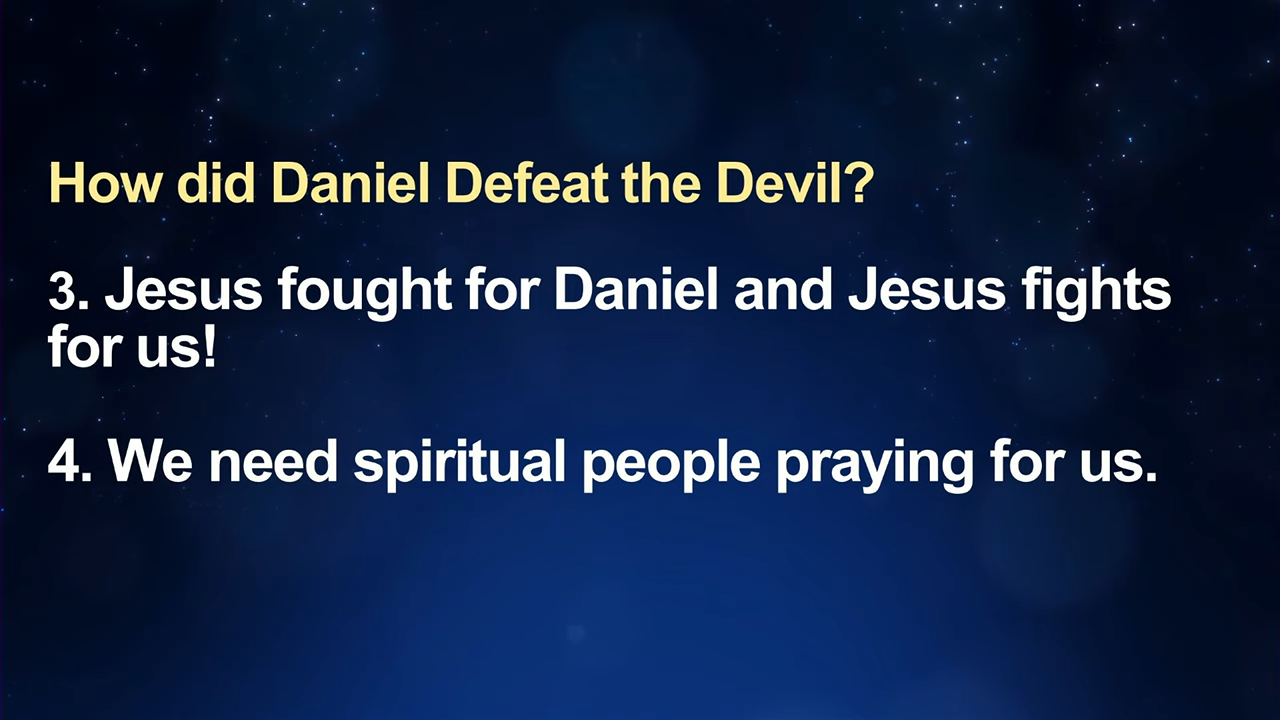 How did Daniel Defeat the Devil?
3. Jesus fought for Daniel and Jesus fights
for us!
4. We need spiritual people praying for us.